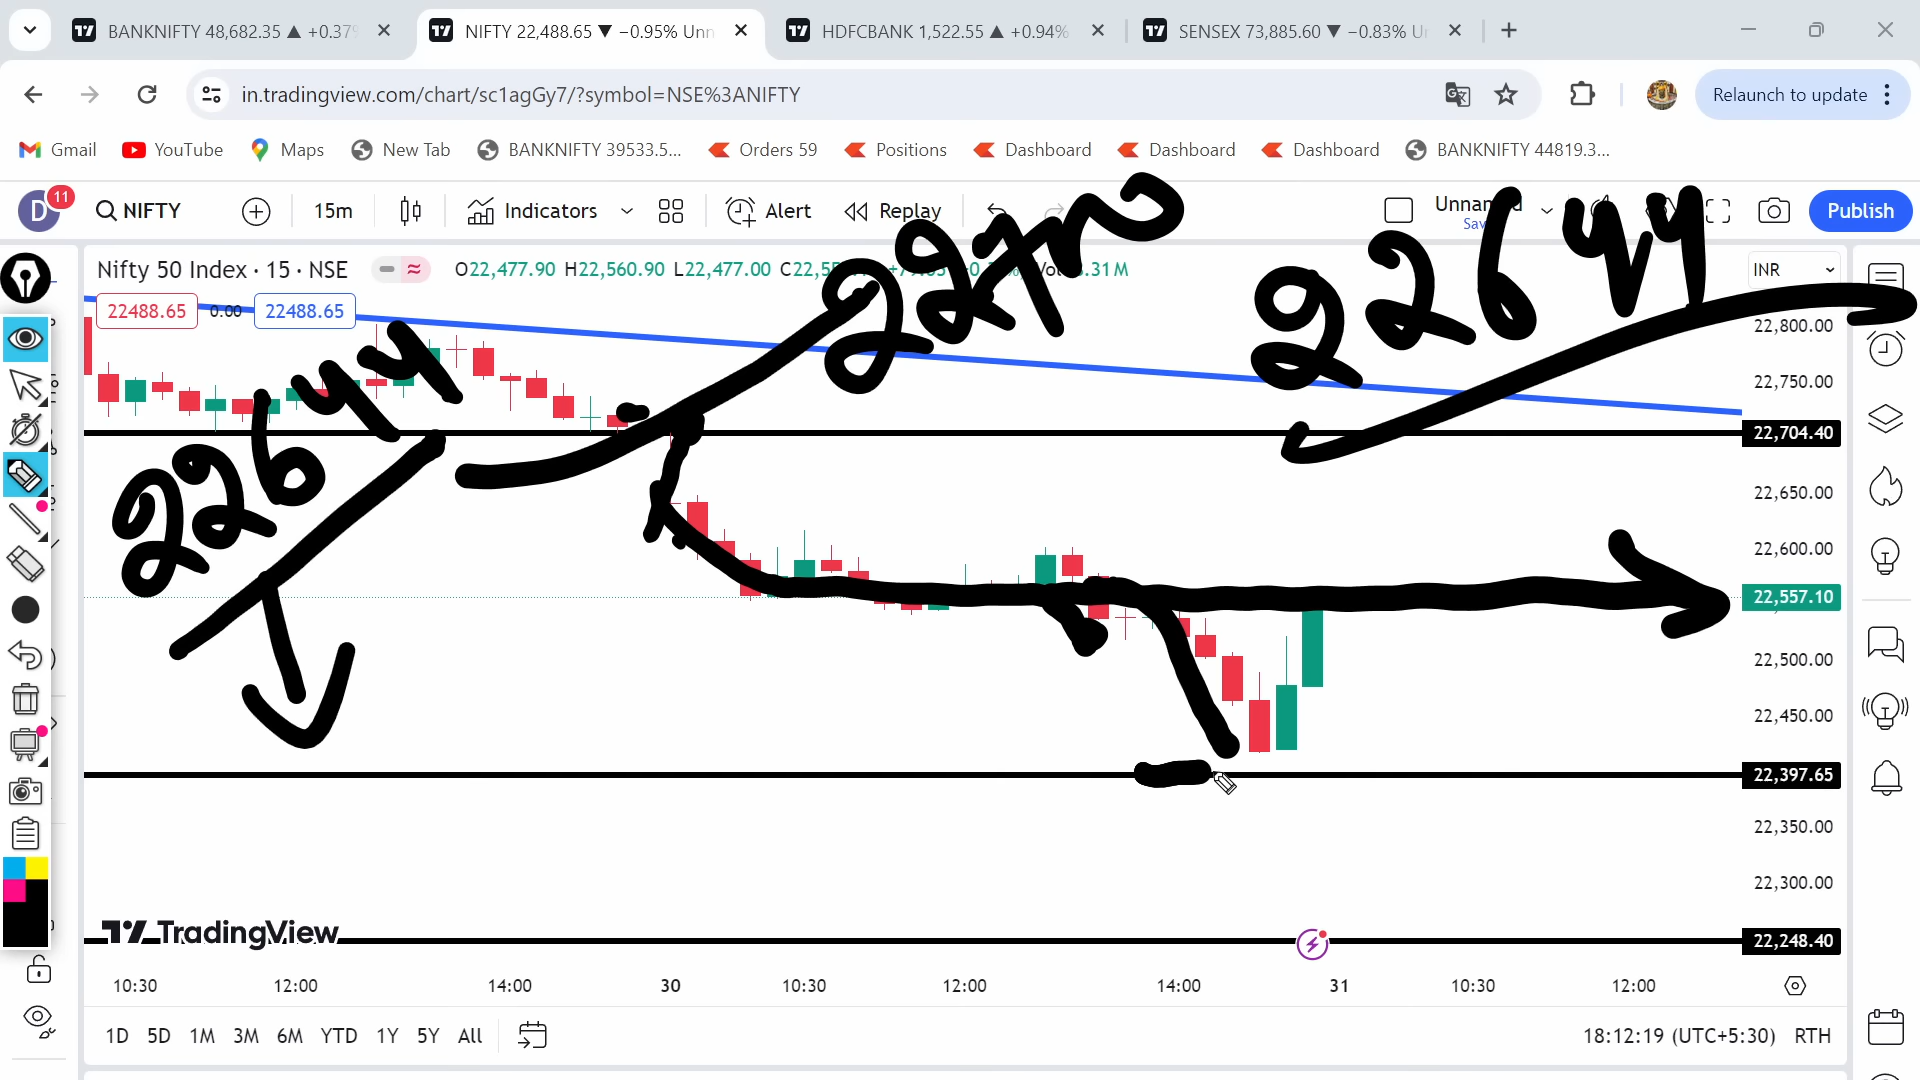 BANKNIFTY 48,682.35 ▲ +0.37%
NIFTY 22,488.65 ▼ −0.95% Unn
HDFCBANK 1,522.55 ▲ +0.94%
SENSEX 73,885.60 ▼ −0.83% U
in.tradingview.com/chart/sc1agGy7/?symbol=NSE%3ANIFTY
Relaunch to update
Gmail YouTube Maps New Tab BANKNIFTY 39533.5... Orders 59 Positions Dashboard Dashboard Dashboard BANKNIFTY 44819.3...
D 11 NIFTY 15m Indicators Alert Replay Publish
Nifty 50 Index · 15 · NSE O22,477.90 H22,560.90 L22,477.00
INR
22488.65 0.00 22488.65
22644
22644
22,800.00
22,750.00
22,704.40
22,650.00
22,600.00
22,557.10
22,500.00
22,450.00
22,397.65
22,350.00
22,300.00
22,248.40
TradingView
10:30 12:00 14:00 30 10:30 12:00 14:00 31 10:30 12:00
1D 5D 1M 3M 6M YTD 1Y 5Y All
18:12:19 (UTC+5:30) RTH